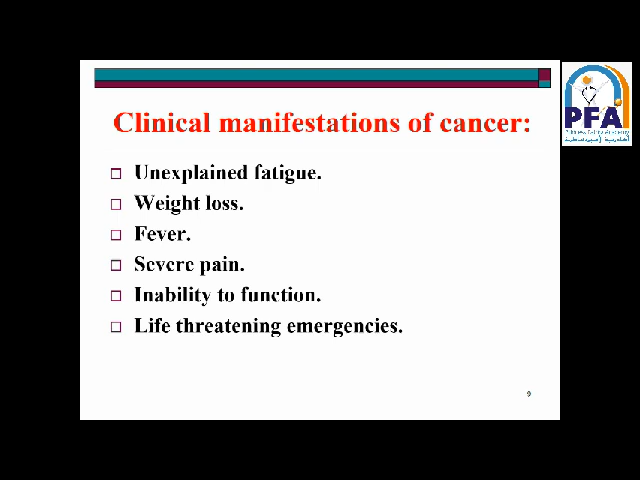 Clinical manifestations of cancer:
Unexplained fatigue.
Weight loss.
Fever.
Severe pain.
Inability to function.
Life threatening emergencies.
9
PFA